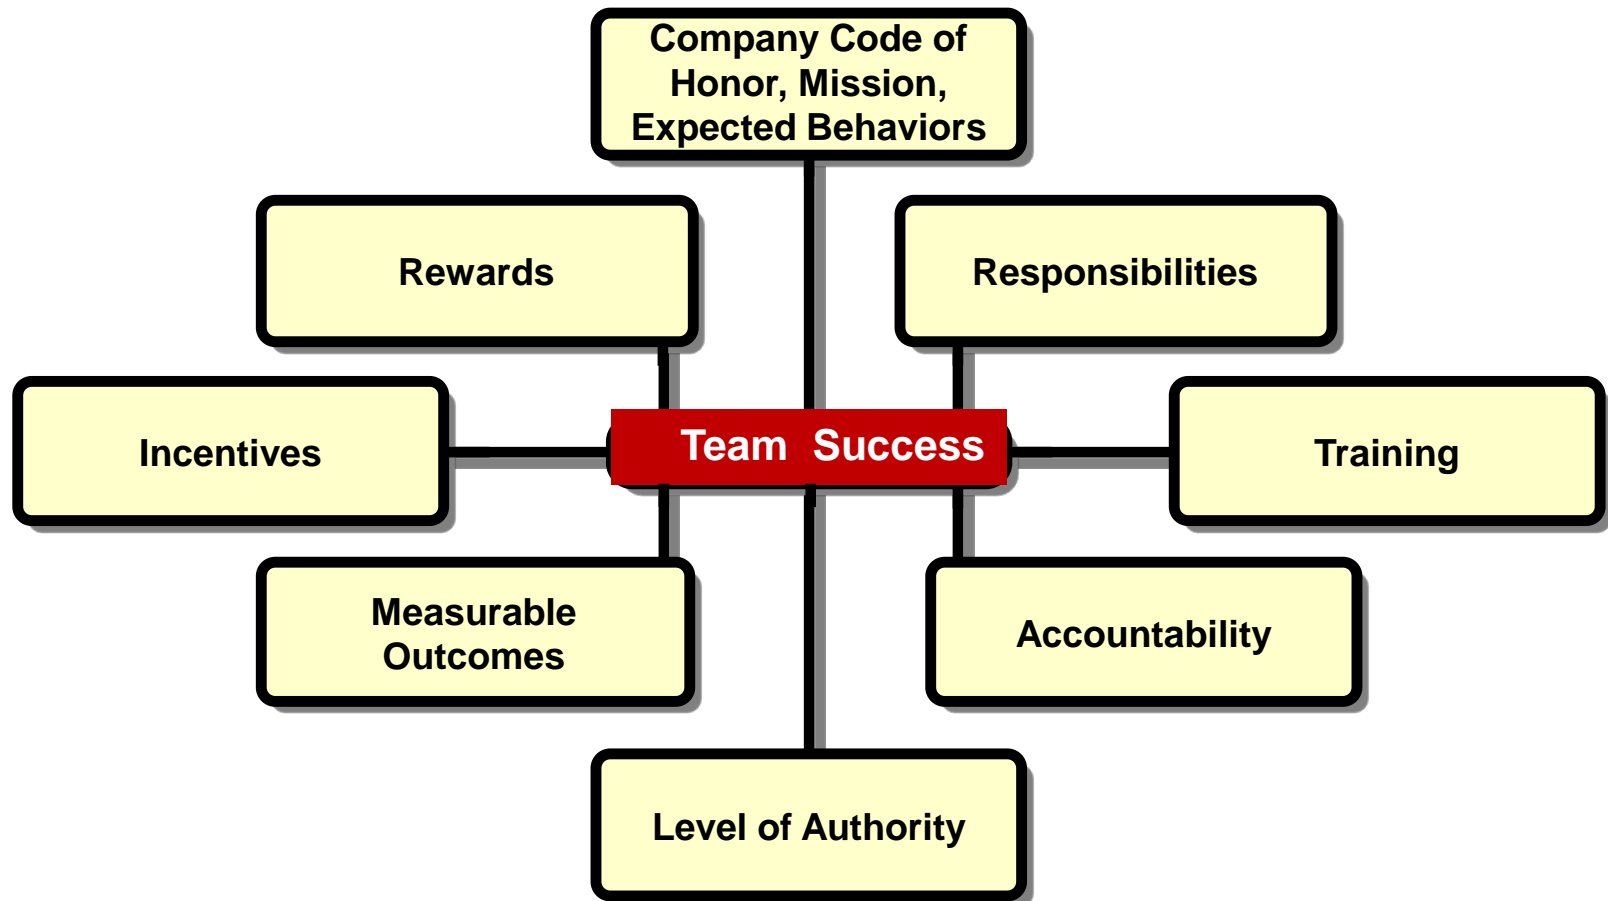 Company Code of
Honor, Mission,
Expected Behaviors
Rewards
Responsibilities
Incentives
Team Success
Training
Measurable
Outcomes
Accountability
Level of Authority